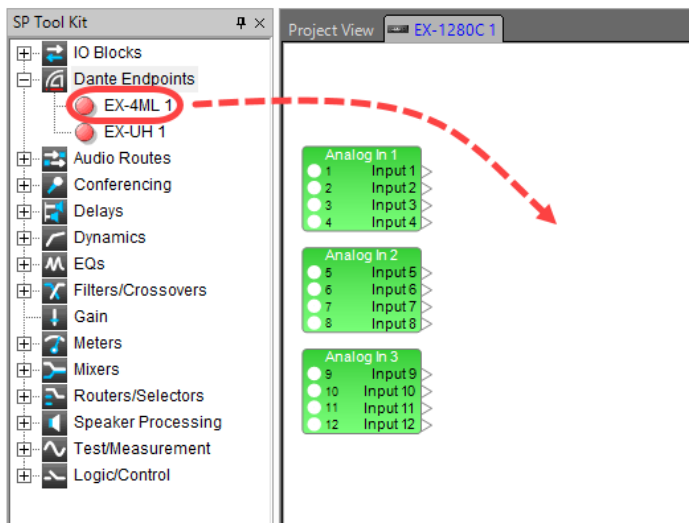 SP Tool Kit
IO Blocks
Dante Endpoints
EX-4ML 1
EX-UH 1
Audio Routes
Conferencing
Delays
Dynamics
EQs
Filters/Crossovers
Gain
Meters
Mixers
Routers/Selectors
Speaker Processing
Test/Measurement
Logic/Control
Project View EX-1280C 1
Analog In 1
1 Input 1
2 Input 2
3 Input 3
4 Input 4
Analog In 2
5 Input 5
6 Input 6
7 Input 7
8 Input 8
Analog In 3
9 Input 9
10 Input 10
11 Input 11
12 Input 12